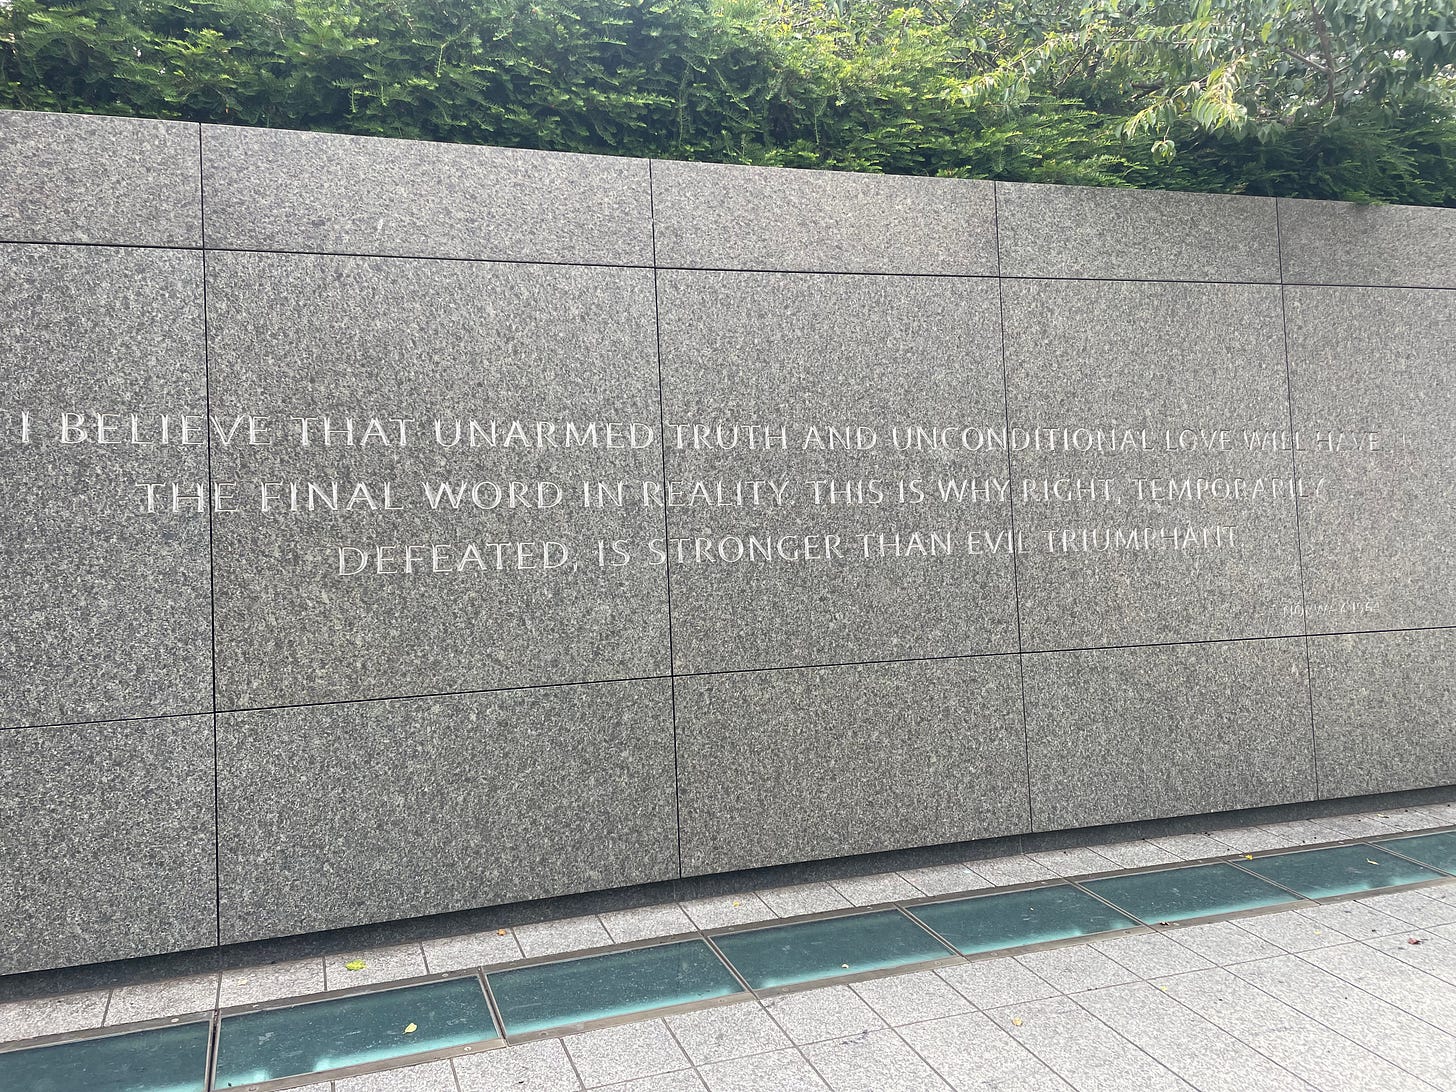 I BELIEVE THAT UNARMED TRUTH AND UNCONDITIONAL LOVE WILL HAVE
THE FINAL WORD IN REALITY. THIS IS WHY RIGHT, TEMPORARILY
DEFEATED, IS STRONGER THAN EVIL TRIUMPHANT.